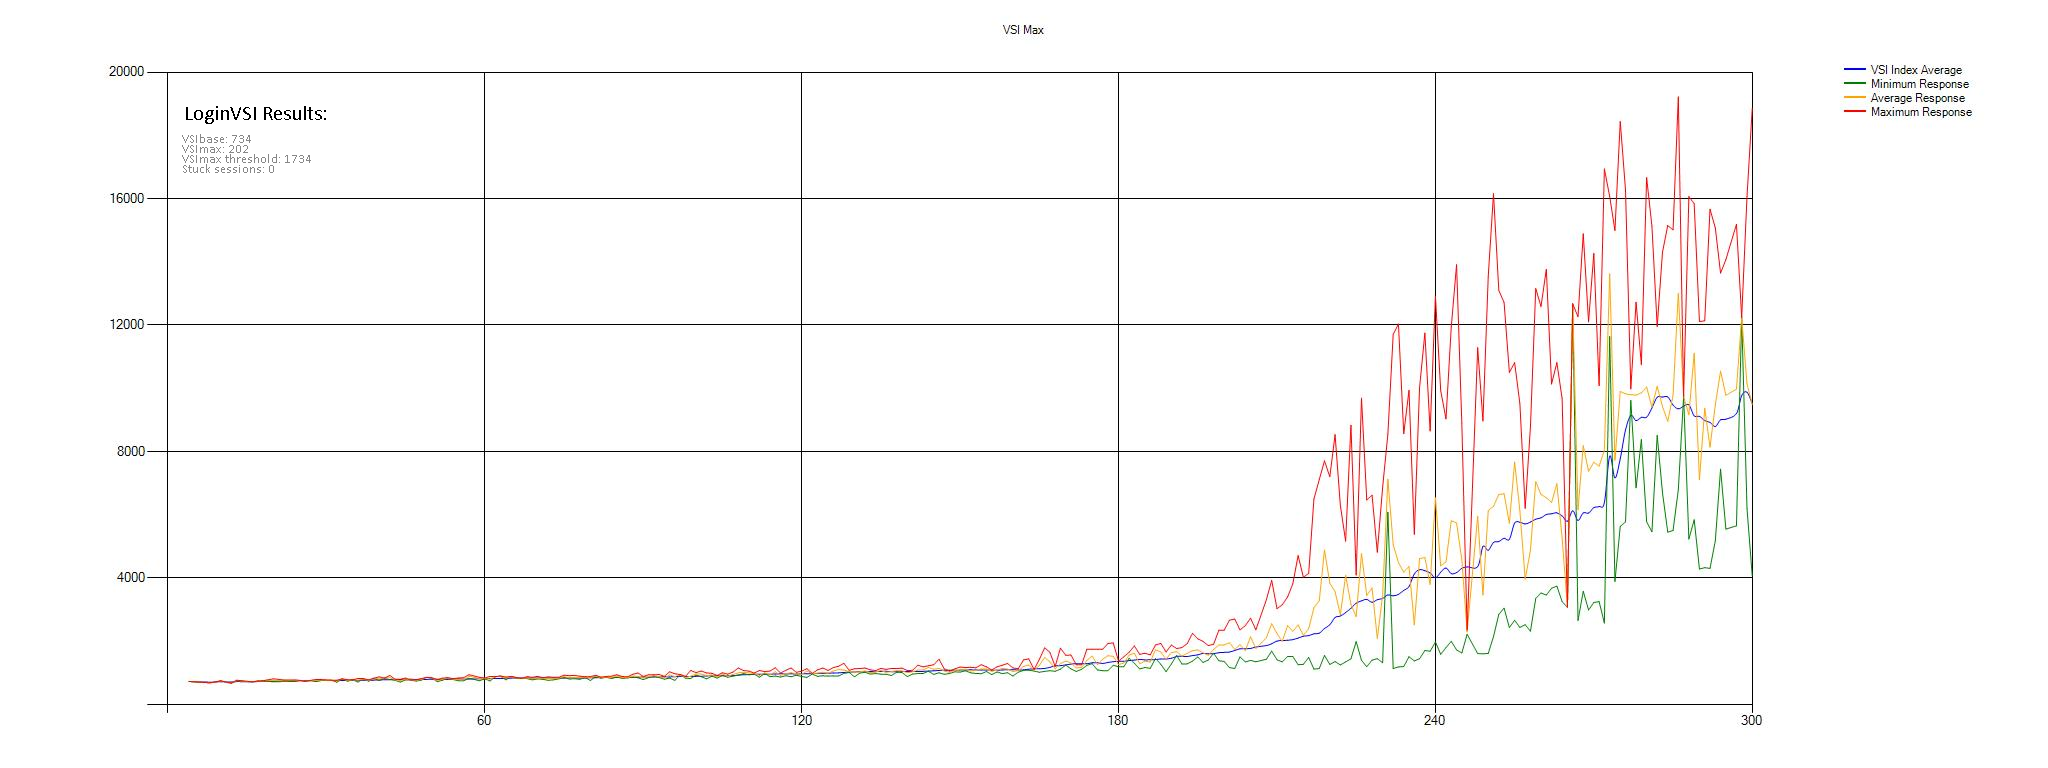 VSI Max
VSI Index Average
Minimum Response
Average Response
Maximum Response
20000
16000
12000
8000
4000
LoginVSI Results:
VSIbase: 734
VSImax: 202
VSImax threshold: 1734
Stuck sessions: 0
60
120
180
240
300